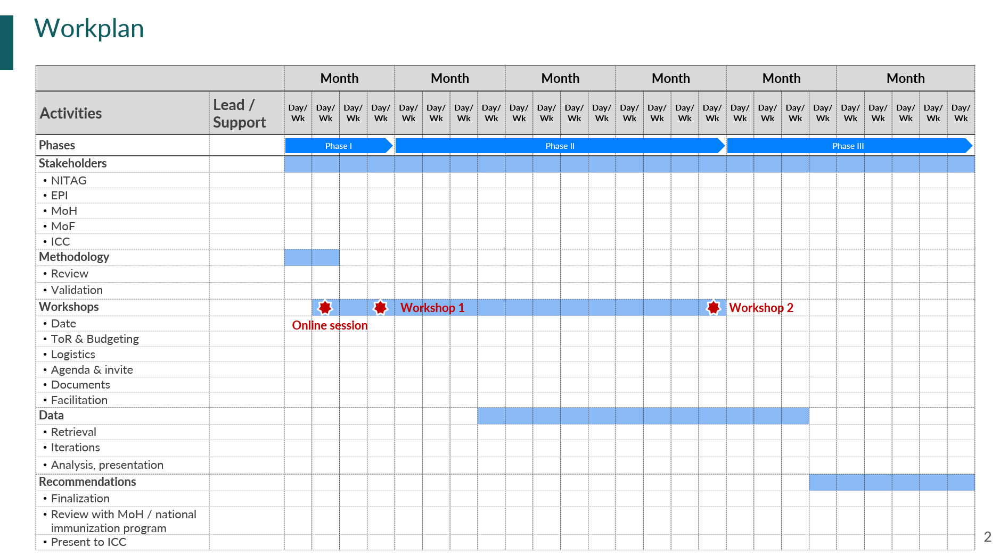 Workplan
Month Month Month Month Month Month
Activities
Lead /
Support
Day/ Day/ Day/ Day/ Day/ Day/ Day/ Day/ Day/ Day/ Day/ Day/ Day/ Day/ Day/ Day/ Day/ Day/ Day/ Day/ Day/ Day/ Day/ Day/ Day/
Wk Wk Wk Wk Wk Wk Wk Wk Wk Wk Wk Wk Wk Wk Wk Wk Wk Wk Wk Wk Wk Wk Wk Wk Wk
Phases Phase I Phase II Phase III
Stakeholders
• NITAG
• EPI
• MoH
• MoF
• ICC
Methodology
• Review
• Validation
Workshops Workshop 1 Workshop 2
• Date Online session
• ToR & Budgeting
• Logistics
• Agenda & invite
• Documents
• Facilitation
Data
• Retrieval
• Iterations
• Analysis, presentation
Recommendations
• Finalization
• Review with MoH / national
immunization program
• Present to ICC
2